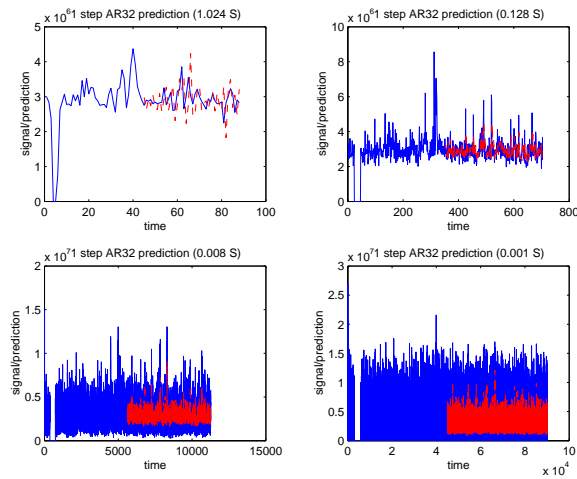 x 10^6 1 step AR32 prediction (1.024 S)
5
4
3
2
1
0
signal/prediction
0 20 40 60 80 100
time
x 10^6 1 step AR32 prediction (0.128 S)
10
8
6
4
2
0
signal/prediction
0 200 400 600 800
time
x 10^7 1 step AR32 prediction (0.008 S)
2
1.5
1
0.5
0
signal/prediction
0 5000 10000 15000
time
x 10^7 1 step AR32 prediction (0.001 S)
3
2.5
2
1.5
1
0.5
0
signal/prediction
0 2 4 6 8 10
time
x 10^4